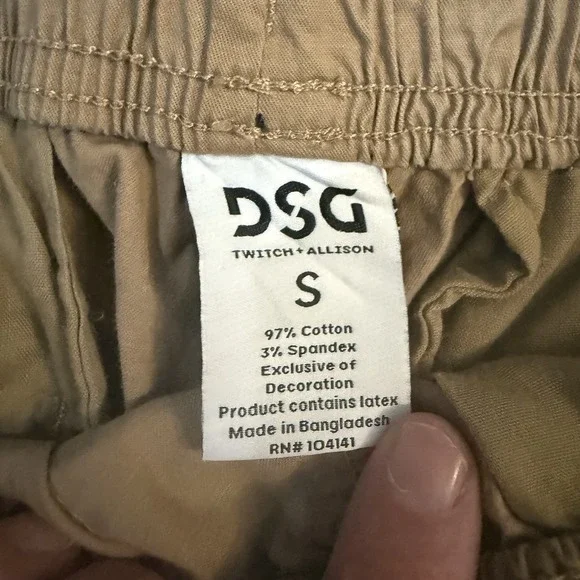 DSG
TWITCH + ALLISON
S
97% Cotton
3% Spandex
Exclusive of
Decoration
Product contains latex
Made in Bangladesh
RN# 104141